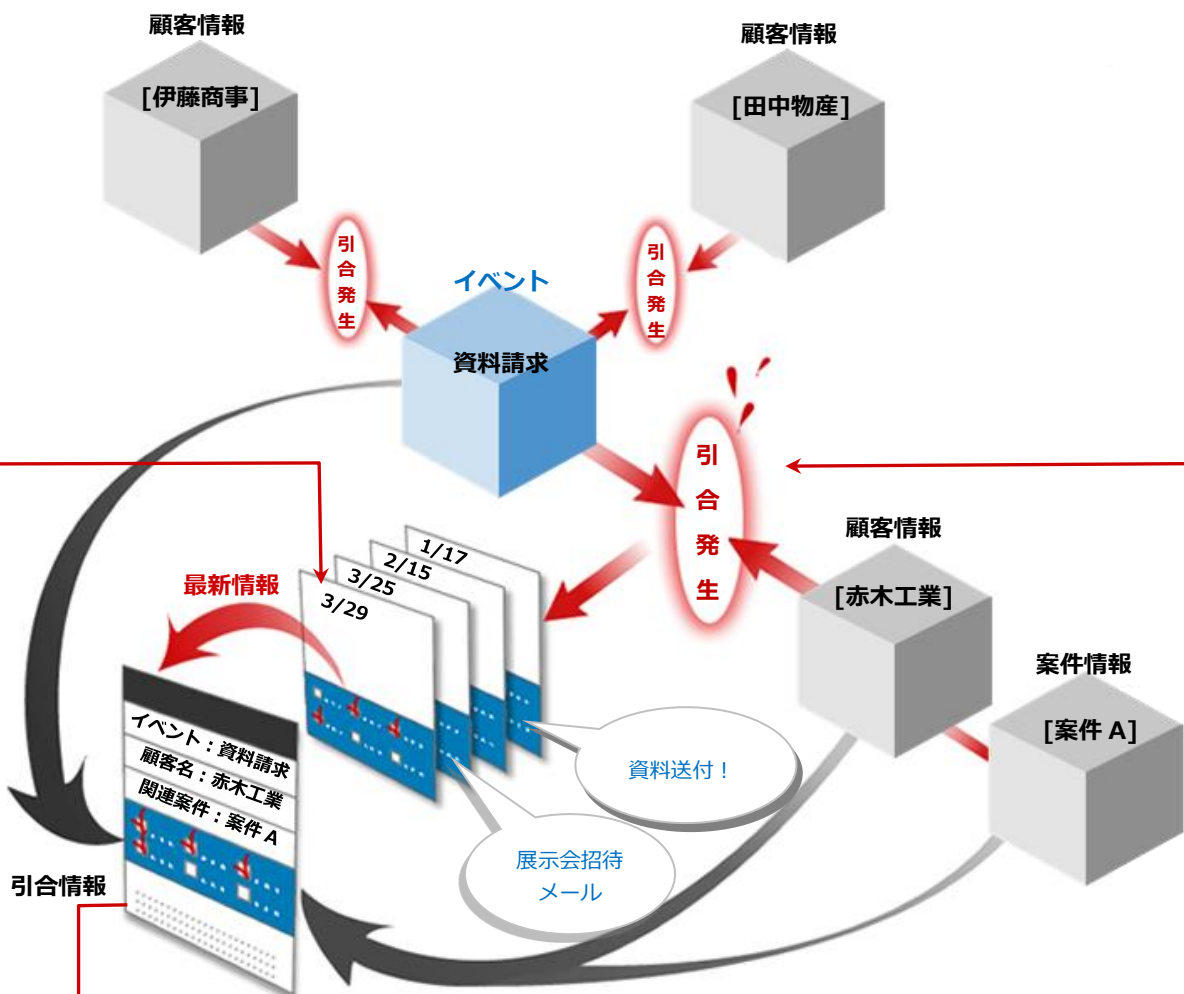 顧客情報
[伊藤商事]
顧客情報
[田中物産]
引合発生
引合発生
イベント
資料請求
引合発生
顧客情報
[赤木工業]
案件情報
[案件 A]
1/17
2/15
3/25
3/29
最新情報
イベント：資料請求
顧客名：赤木工業
関連案件：案件 A
引合情報
資料送付！
展示会招待
メール